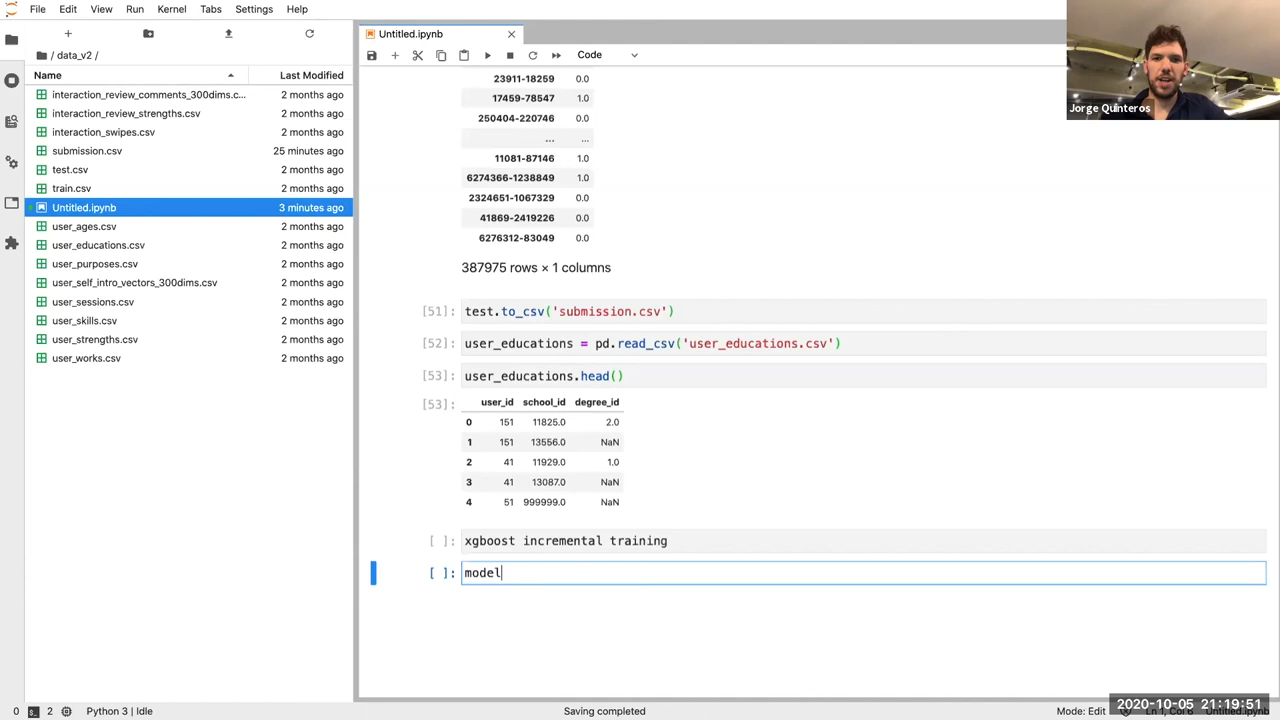 File Edit View Run Kernel Tabs Settings Help
Untitled.ipynb
Code
/ data_v2 /
Name Last Modified
interaction_review_comments_300dims.c... 2 months ago
interaction_review_strengths.csv 2 months ago
interaction_swipes.csv 2 months ago
submission.csv 25 minutes ago
test.csv 2 months ago
train.csv 2 months ago
Untitled.ipynb 3 minutes ago
user_ages.csv 2 months ago
user_educations.csv 2 months ago
user_purposes.csv 2 months ago
user_self_intro_vectors_300dims.csv 2 months ago
user_sessions.csv 2 months ago
user_skills.csv 2 months ago
user_strengths.csv 2 months ago
user_works.csv 2 months ago
23911-18259 0.0
17459-78547 1.0
250404-220746 0.0
... ...
11081-87146 1.0
6274366-1238849 1.0
2324651-1067329 0.0
41869-2419226 0.0
6276312-83049 0.0
387975 rows × 1 columns
[51]: test.to_csv('submission.csv')
[52]: user_educations = pd.read_csv('user_educations.csv')
[53]: user_educations.head()
[53]: user_id school_id degree_id
0 151 11825.0 2.0
1 151 13556.0 NaN
2 41 11929.0 1.0
3 41 13087.0 NaN
4 51 999999.0 NaN
[ ]: xgboost incremental training
[ ]: model
Jorge Quinteros
0 2 Python 3 | Idle Saving completed Mode: Edit
2020-10-05 21:19:51